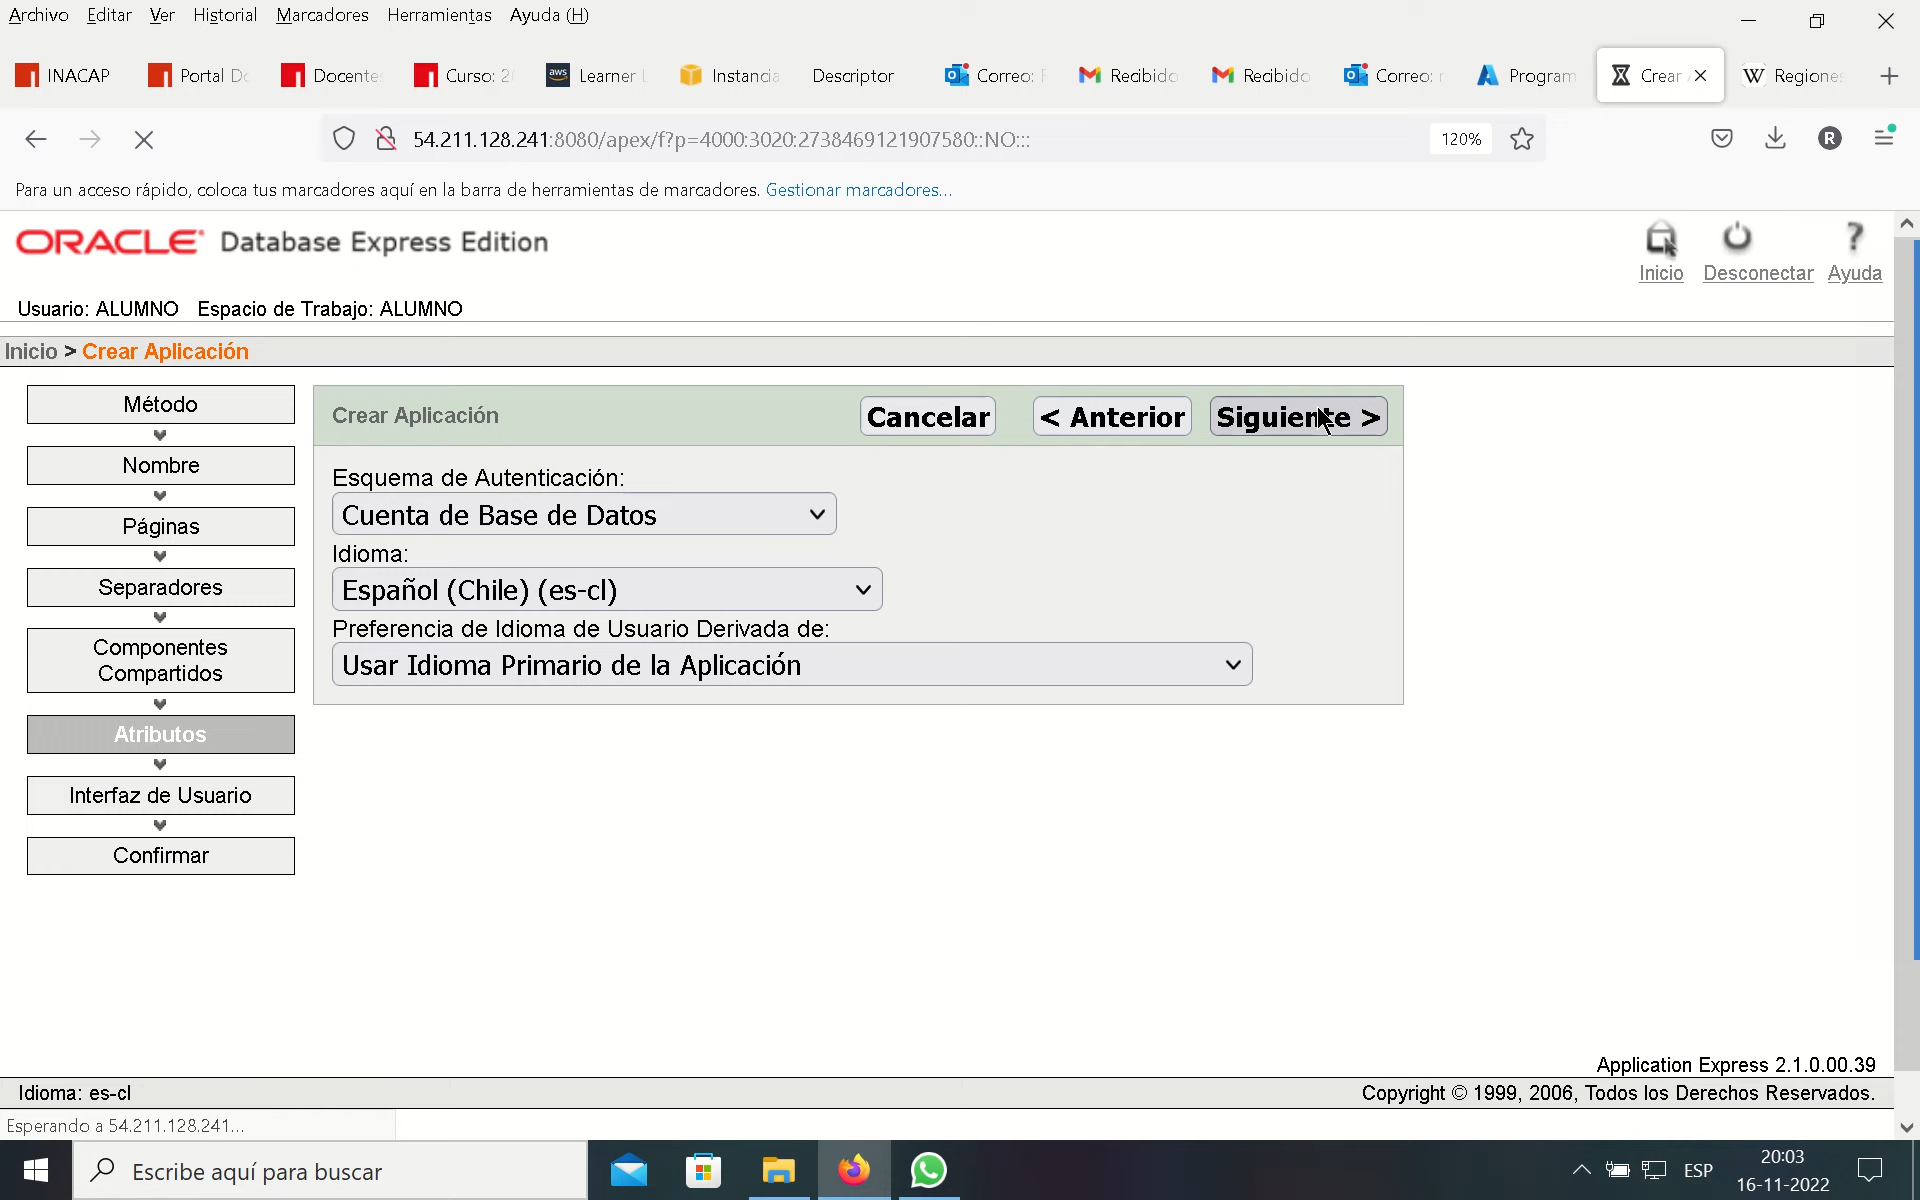 Archivo Editar Ver Historial Marcadores Herramientas Ayuda (H)
INACAP Portal Do Docente: Curso: 2 aws Learner L Instancia Descriptor Correo: F Recibido Recibido Correo: r Program Crear W Regiones
54.211.128.241:8080/apex/f?p=4000:3020:2738469121907580::NO::: 120% R
Para un acceso rápido, coloca tus marcadores aquí en la barra de herramientas de marcadores. Gestionar marcadores...
ORACLE Database Express Edition
Inicio Desconectar Ayuda
Usuario: ALUMNO Espacio de Trabajo: ALUMNO
Inicio > Crear Aplicación
Método
Nombre
Páginas
Separadores
Componentes
Compartidos
Atributos
Interfaz de Usuario
Confirmar
Crear Aplicación Cancelar < Anterior Siguiente >
Esquema de Autenticación:
Cuenta de Base de Datos
Idioma:
Español (Chile) (es-cl)
Preferencia de Idioma de Usuario Derivada de:
Usar Idioma Primario de la Aplicación
Application Express 2.1.0.00.39
Idioma: es-cl Copyright © 1999, 2006, Todos los Derechos Reservados.
Esperando a 54.211.128.241...
Escribe aquí para buscar ESP 20:03
16-11-2022